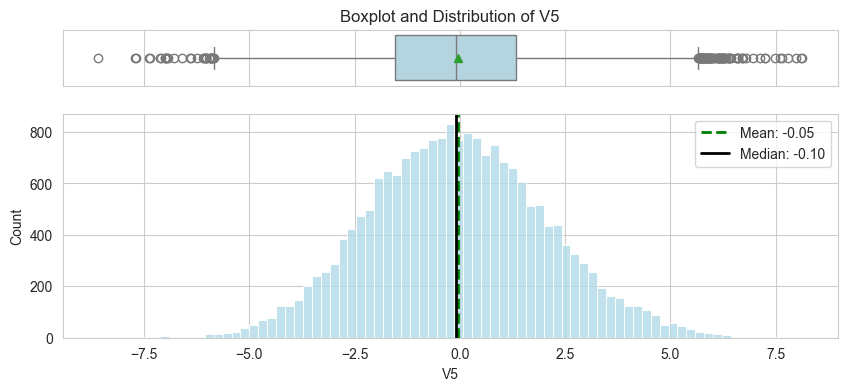 Boxplot and Distribution of V5
Mean: -0.05
Median: -0.10
800
600
400
200
0
Count
−7.5
−5.0
−2.5
0.0
2.5
5.0
7.5
V5